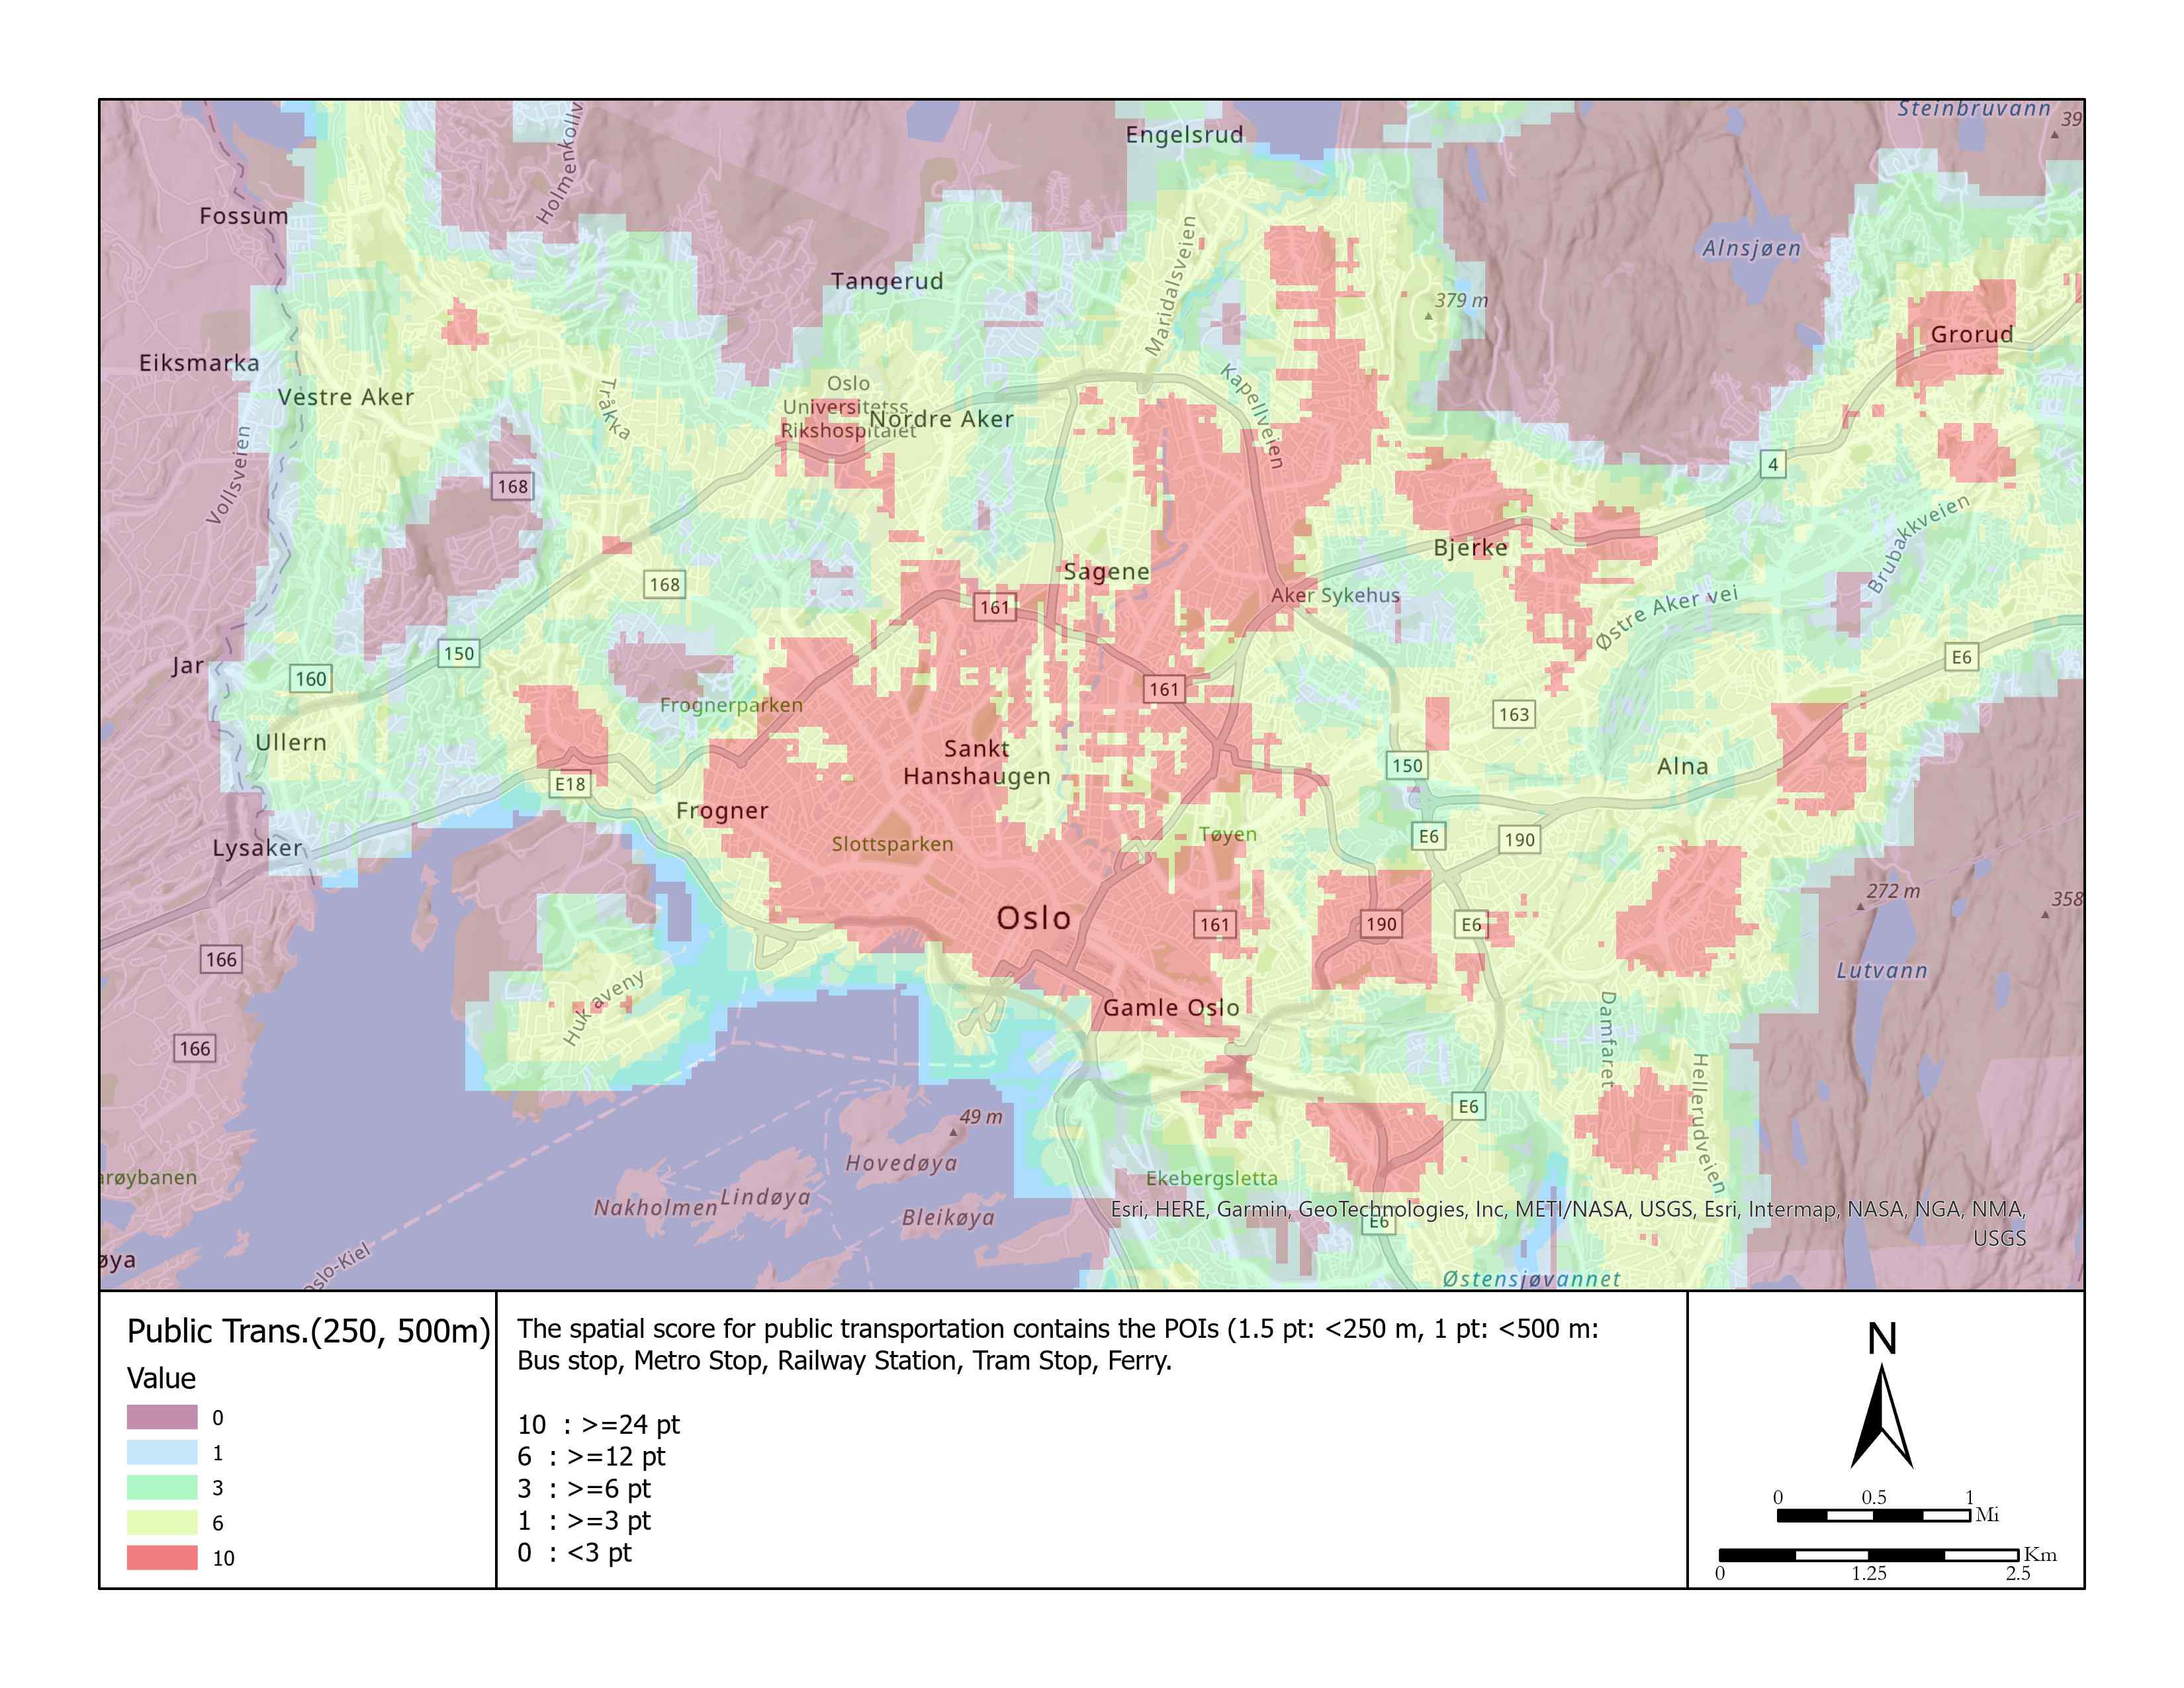 Steinbruvann
39
Engelsrud
Holmenkollv
Fossum
Maridalsveien
Alnsjøen
Tangerud
379 m
Grorud
Eiksmarka
Vestre Aker
Oslo
Universitetss
Rikshospitalet
Nordre Aker
Kapellveien
Vollsveien
168
4
Brubakkveien
Bjerke
Sagene
168
161
Aker Sykehus
Østre Aker vei
150
E6
Jar
160
161
Frognerparken
163
Ullern
Sankt
Hanshaugen
150
Alna
E18
Frogner
Tøyen
E6
190
Lysaker
Slottsparken
272 m
358
Oslo
161
190
E6
166
Lutvann
Huk aveny
Gamle Oslo
Damfaret
166
Hellerudveien
E6
49 m
Hovedøya
Ekebergsletta
arøybanen
Nakholmen
Lindøya
Bleikøya
Esri, HERE, Garmin, GeoTechnologies, Inc, METI/NASA, USGS, Esri, Intermap, NASA, NGA, NMA,
USGS
E6
øya
Oslo-Kiel
Østensjøvannet
Public Trans.(250, 500m)
Value
0
1
3
6
10
The spatial score for public transportation contains the POIs (1.5 pt: <250 m, 1 pt: <500 m:
Bus stop, Metro Stop, Railway Station, Tram Stop, Ferry.
10 : >=24 pt
6 : >=12 pt
3 : >=6 pt
1 : >=3 pt
0 : <3 pt
N
0 0.5 1
Mi
Km
0 1.25 2.5